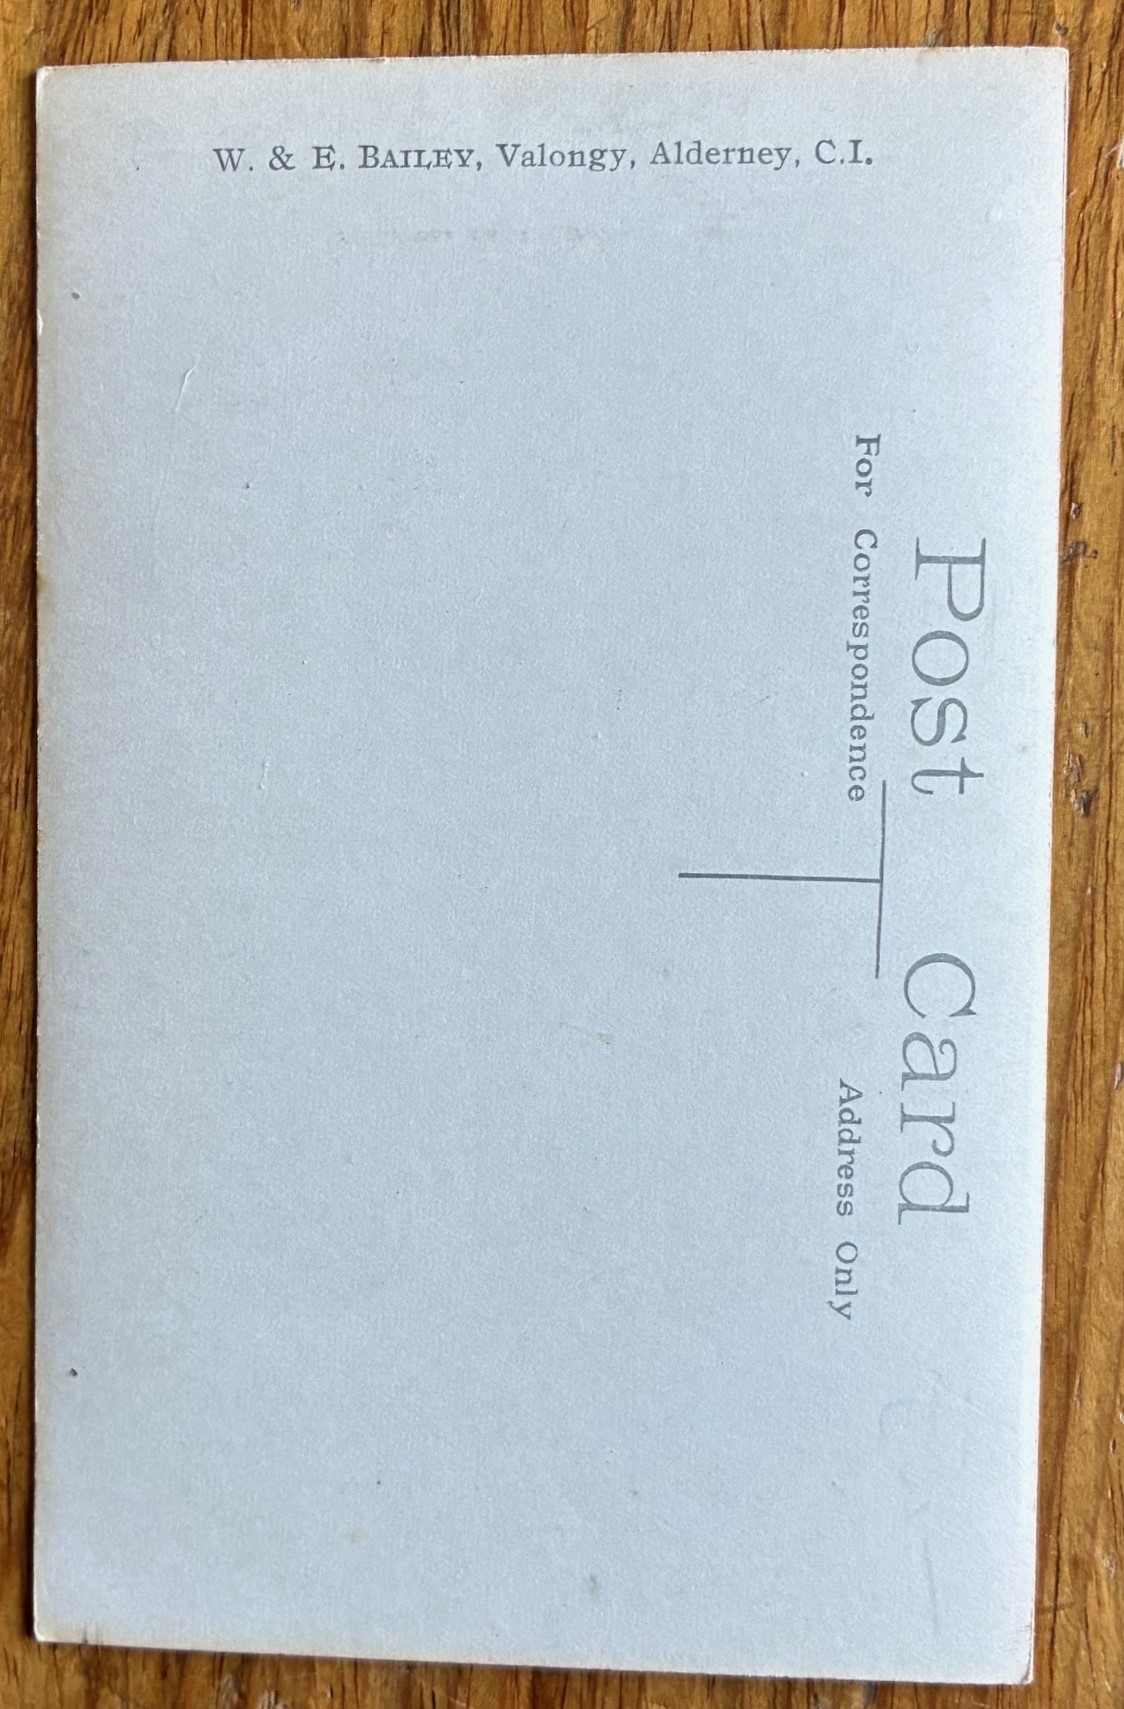 W. & E. BAILEY, Valongy, Alderney, C.I.
Post Card
For Correspondence
Address Only